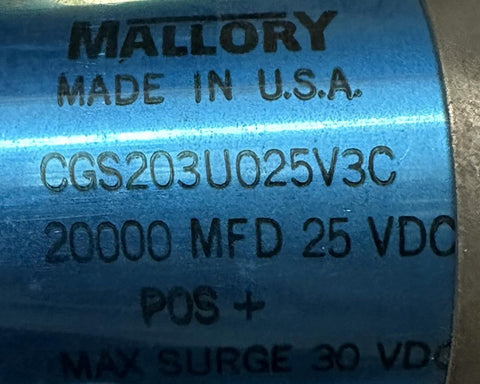 MALLORY
MADE IN U.S.A.
CGS203U025V3C
20000 MFD 25 VDC
POS +
MAX SURGE 30 VDC